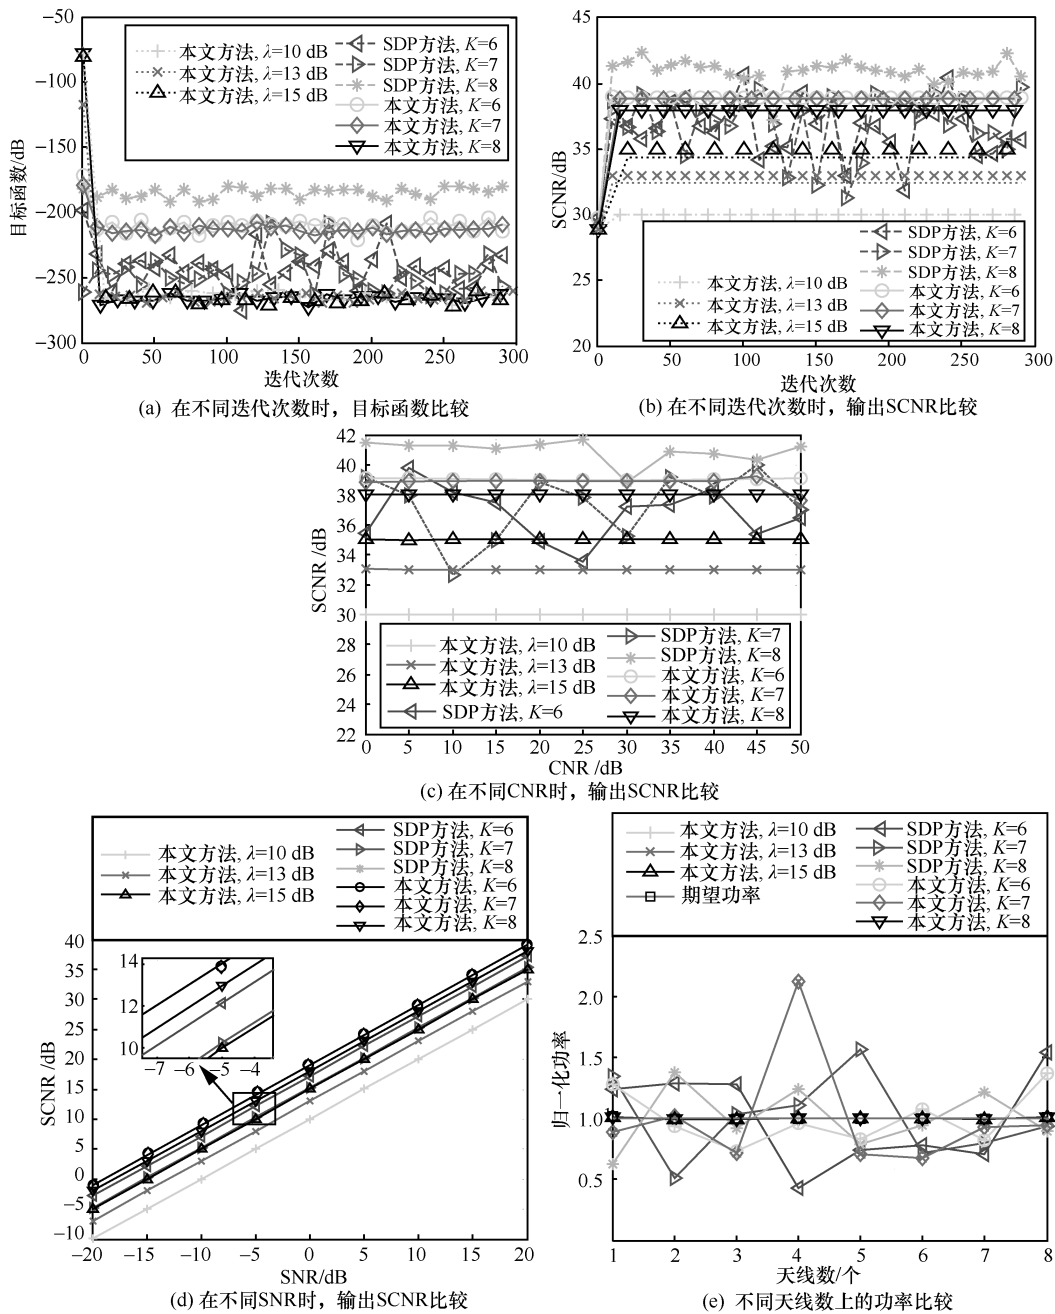 −50
−100
−150
−200
−250
−300
目标函数/dB
0
50
100
150
200
250
300
迭代次数
本文方法, λ=10 dB
本文方法, λ=13 dB
本文方法, λ=15 dB
SDP方法, K=6
SDP方法, K=7
SDP方法, K=8
本文方法, K=6
本文方法, K=7
本文方法, K=8
(a) 在不同迭代次数时，目标函数比较
45
40
35
30
25
20
SCNR/dB
0
50
100
150
200
250
300
迭代次数
本文方法, λ=10 dB
本文方法, λ=13 dB
本文方法, λ=15 dB
SDP方法, K=6
SDP方法, K=7
SDP方法, K=8
本文方法, K=6
本文方法, K=7
本文方法, K=8
(b) 在不同迭代次数时，输出SCNR比较
42
40
38
36
34
32
30
28
26
24
22
SCNR /dB
0
5
10
15
20
25
30
35
40
45
50
CNR /dB
本文方法, λ=10 dB
本文方法, λ=13 dB
本文方法, λ=15 dB
SDP方法, K=6
SDP方法, K=7
SDP方法, K=8
本文方法, K=6
本文方法, K=7
本文方法, K=8
(c) 在不同CNR时，输出SCNR比较
本文方法, λ=10 dB
本文方法, λ=13 dB
本文方法, λ=15 dB
SDP方法, K=6
SDP方法, K=7
SDP方法, K=8
本文方法, K=6
本文方法, K=7
本文方法, K=8
40
35
30
25
20
15
10
5
0
−5
−10
SCNR /dB
14
12
10
−7
−6
−5
−4
−20
−15
−10
−5
0
5
10
15
20
SNR/dB
(d) 在不同SNR时，输出SCNR比较
本文方法, λ=10 dB
本文方法, λ=13 dB
本文方法, λ=15 dB
期望功率
SDP方法, K=6
SDP方法, K=7
SDP方法, K=8
本文方法, K=6
本文方法, K=7
本文方法, K=8
2.5
2.0
1.5
1.0
0.5
归一化功率
1
2
3
4
5
6
7
8
天线数/个
(e) 不同天线数上的功率比较